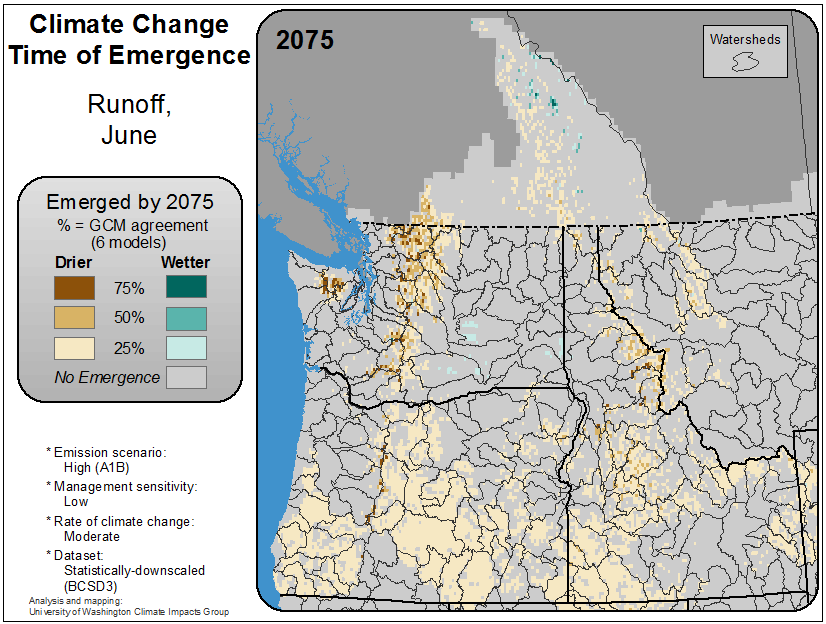 Climate Change
Time of Emergence
Runoff,
June
Emerged by 2075
% = GCM agreement
(6 models)
Drier Wetter
75%
50%
25%
No Emergence
* Emission scenario:
High (A1B)
* Management sensitivity:
Low
* Rate of climate change:
Moderate
* Dataset:
Statistically-downscaled
(BCSD3)
Analysis and mapping:
University of Washington Climate Impacts Group
2075
Watersheds